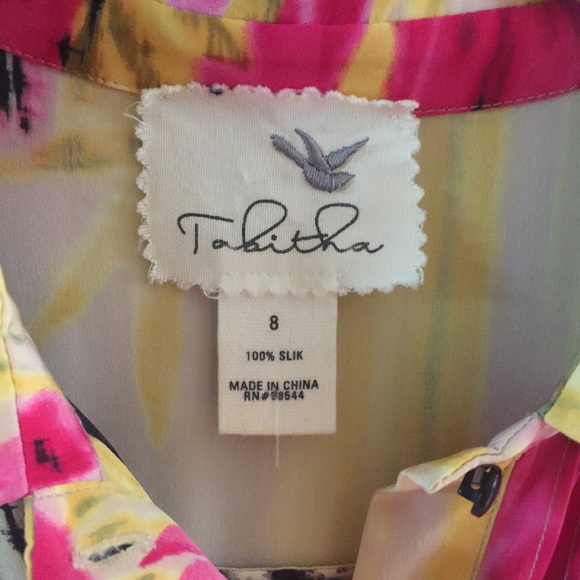 Tabitha
8
100% SLIK
MADE IN CHINA
RN#98544